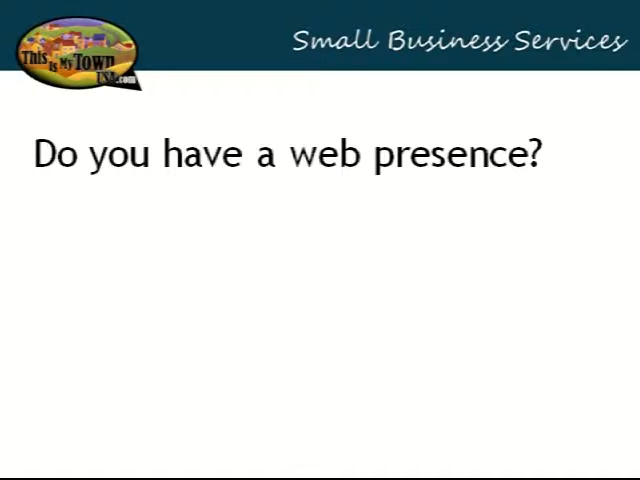 This
is My Town
USA.com
Small Business Services
Do you have a web presence?